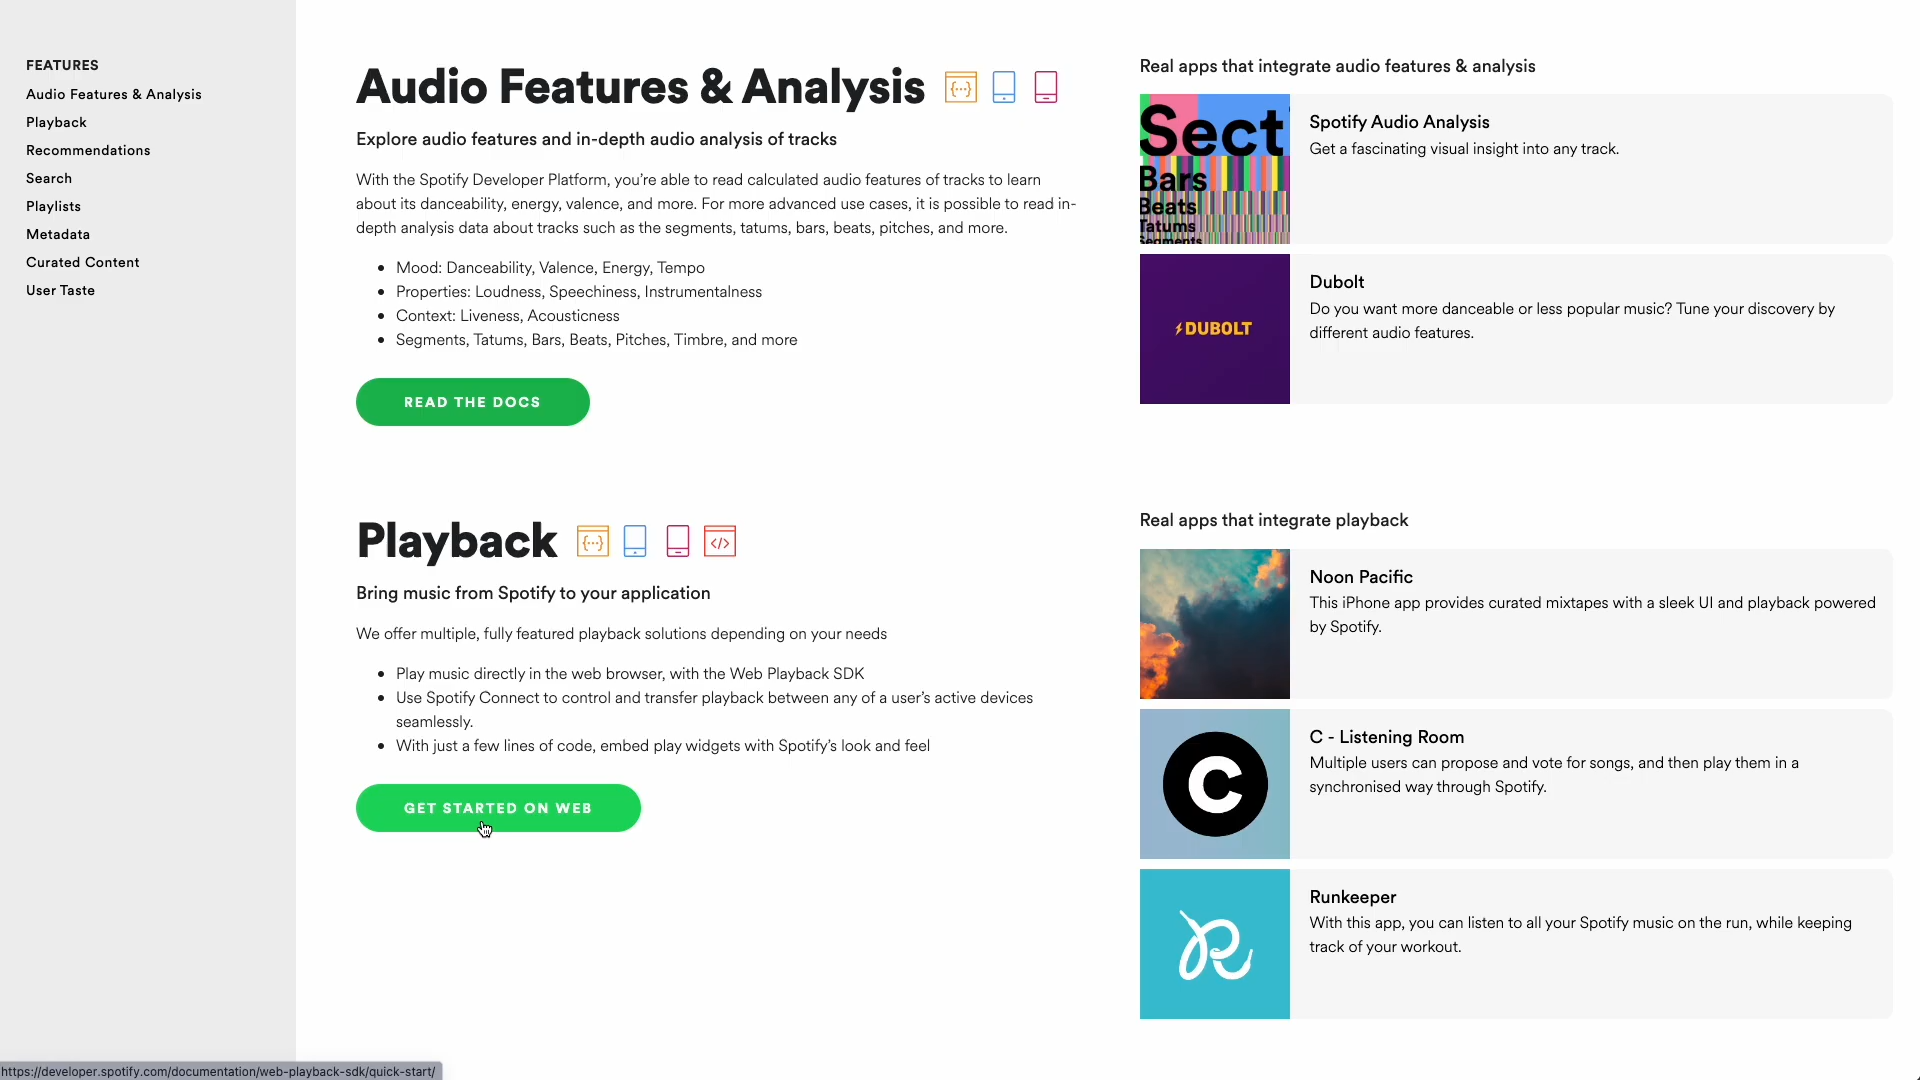 FEATURES
Audio Features & Analysis
Playback
Recommendations
Search
Playlists
Metadata
Curated Content
User Taste
Audio Features & Analysis
Explore audio features and in-depth audio analysis of tracks
With the Spotify Developer Platform, you’re able to read calculated audio features of tracks to learn
about its danceability, energy, valence, and more. For more advanced use cases, it is possible to read in-
depth analysis data about tracks such as the segments, tatums, bars, beats, pitches, and more.
Mood: Danceability, Valence, Energy, Tempo
Properties: Loudness, Speechiness, Instrumentalness
Context: Liveness, Acousticness
Segments, Tatums, Bars, Beats, Pitches, Timbre, and more
READ THE DOCS
Real apps that integrate audio features & analysis
Sect
Bars
Beats
Tatums
Segments
Spotify Audio Analysis
Get a fascinating visual insight into any track.
DUBOLT
Dubolt
Do you want more danceable or less popular music? Tune your discovery by
different audio features.
Playback
Bring music from Spotify to your application
We offer multiple, fully featured playback solutions depending on your needs
Play music directly in the web browser, with the Web Playback SDK
Use Spotify Connect to control and transfer playback between any of a user’s active devices
seamlessly.
With just a few lines of code, embed play widgets with Spotify’s look and feel
GET STARTED ON WEB
Real apps that integrate playback
Noon Pacific
This iPhone app provides curated mixtapes with a sleek UI and playback powered
by Spotify.
C
C - Listening Room
Multiple users can propose and vote for songs, and then play them in a
synchronised way through Spotify.
Runkeeper
With this app, you can listen to all your Spotify music on the run, while keeping
track of your workout.
https://developer.spotify.com/documentation/web-playback-sdk/quick-start/